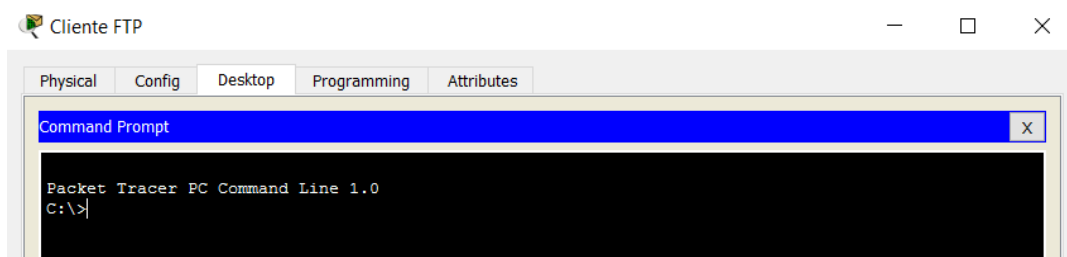 Cliente FTP
Physical Config Desktop Programming Attributes
Command Prompt X
Packet Tracer PC Command Line 1.0
C:\>